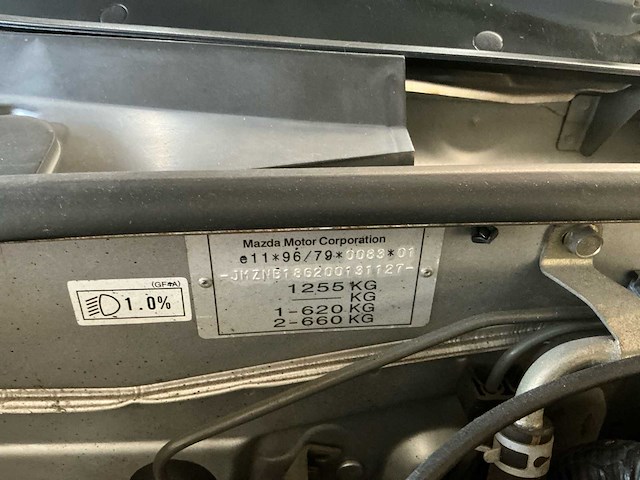 Mazda Motor Corporation
e11*96/79*0083*01
-JMZNB18G200131127-
1255 KG
KG
1-620 KG
2-660 KG
(GF※A)
1.0%